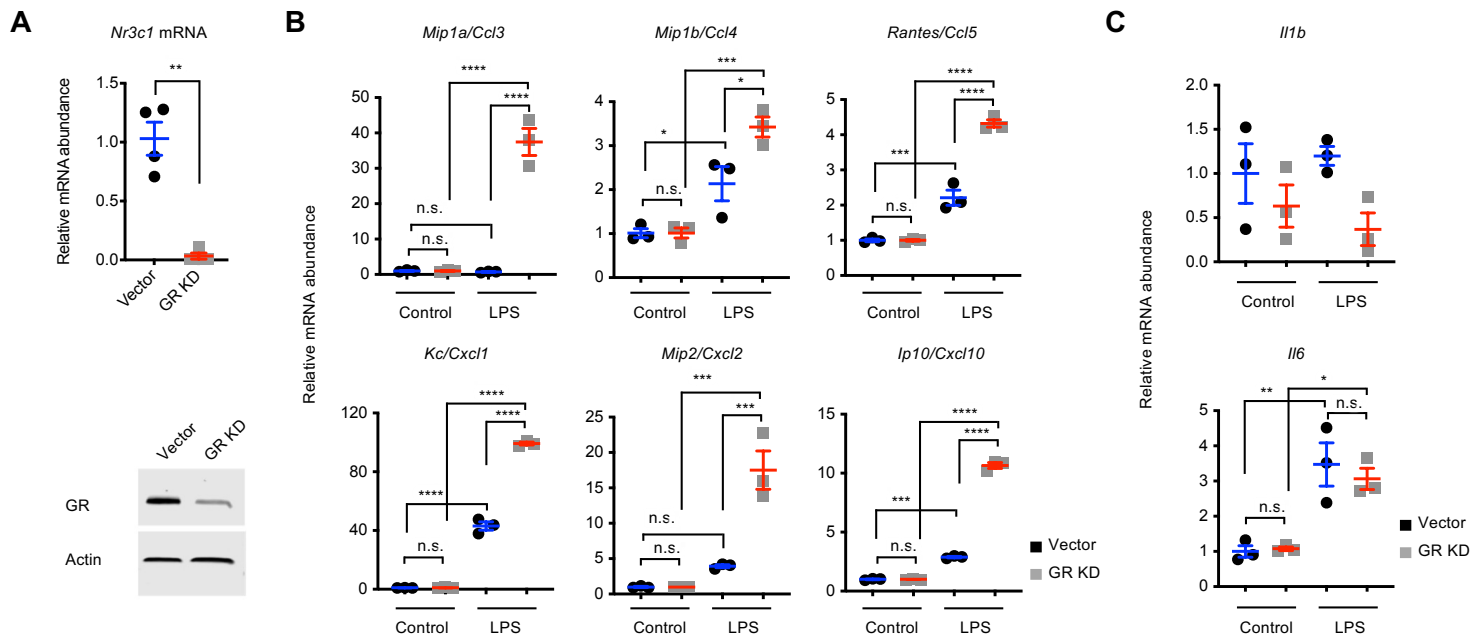 A
Nr3c1 mRNA
Relative mRNA abundance
1.5
1.0
0.5
0.0
**
Vector
GR KD
Vector
GR KD
GR
Actin
B
Relative mRNA abundance
Mip1a/Ccl3
50
40
30
20
10
0
****
****
n.s.
n.s.
Control
LPS
Mip1b/Ccl4
4
3
2
1
0
***
*
*
n.s.
Control
LPS
Rantes/Ccl5
5
4
3
2
1
0
****
****
***
n.s.
Control
LPS
Kc/Cxcl1
120
80
40
0
****
****
****
n.s.
Control
LPS
Mip2/Cxcl2
25
20
15
10
5
0
***
***
n.s.
n.s.
Control
LPS
Ip10/Cxcl10
15
10
5
0
****
****
***
n.s.
Control
LPS
Vector
GR KD
C
Relative mRNA abundance
Il1b
2.0
1.5
1.0
0.5
0.0
Control
LPS
Il6
5
4
3
2
1
0
**
*
n.s.
n.s.
Control
LPS
Vector
GR KD